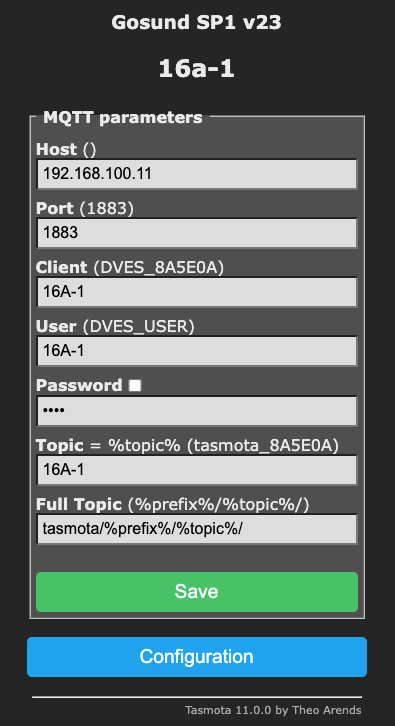 Gosund SP1 v23
16a-1
MQTT parameters
Host ()
192.168.100.11
Port (1883)
1883
Client (DVES_8A5E0A)
16A-1
User (DVES_USER)
16A-1
Password
••••
Topic = %topic% (tasmota_8A5E0A)
16A-1
Full Topic (%prefix%/%topic%/)
tasmota/%prefix%/%topic%/
Save
Configuration
Tasmota 11.0.0 by Theo Arends